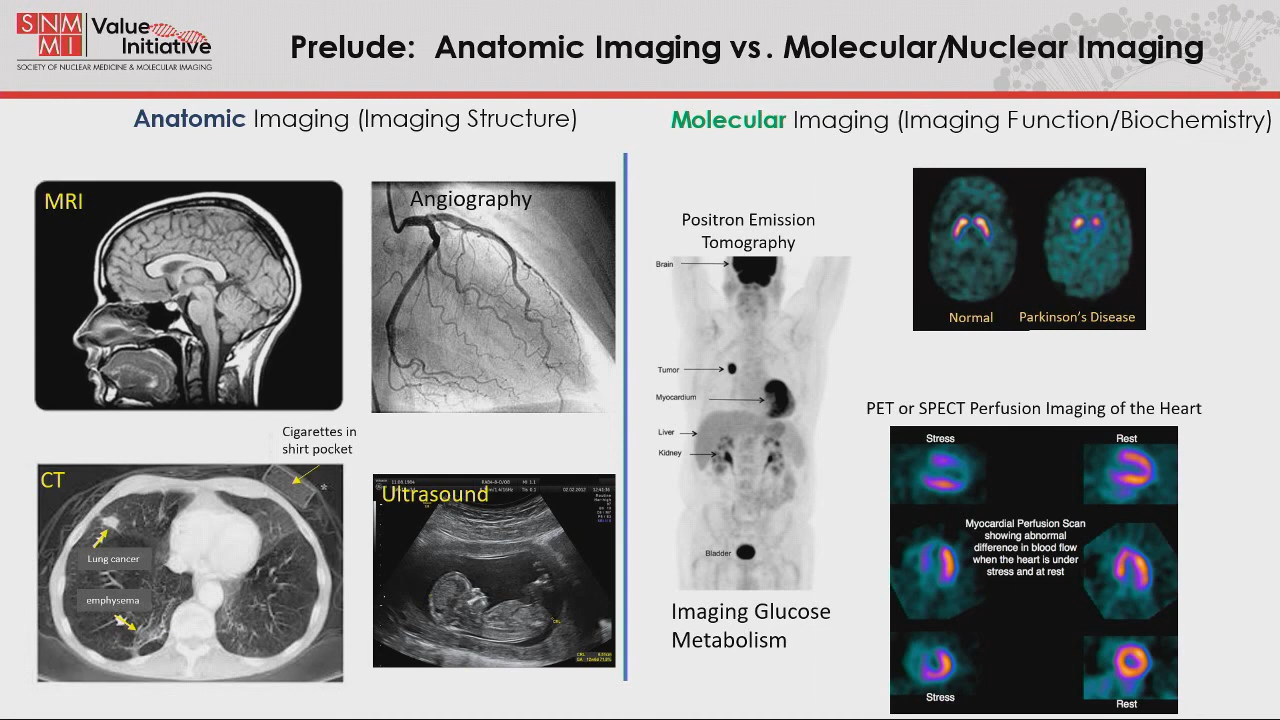 SNM
MI
Value
Initiative
SOCIETY OF NUCLEAR MEDICINE & MOLECULAR IMAGING
Prelude: Anatomic Imaging vs. Molecular/Nuclear Imaging
Anatomic Imaging (Imaging Structure)
MRI
Angiography
Cigarettes in
shirt pocket
CT
*
Lung cancer
emphysema
Ultrasound
Molecular Imaging (Imaging Function/Biochemistry)
Positron Emission
Tomography
Brain
Tumor
Myocardium
Liver
Kidney
Bladder
Imaging Glucose
Metabolism
Normal
Parkinson's Disease
PET or SPECT Perfusion Imaging of the Heart
Stress
Rest
Myocardial Perfusion Scan
showing abnormal
difference in blood flow
when the heart is under
stress and at rest
Stress
Rest